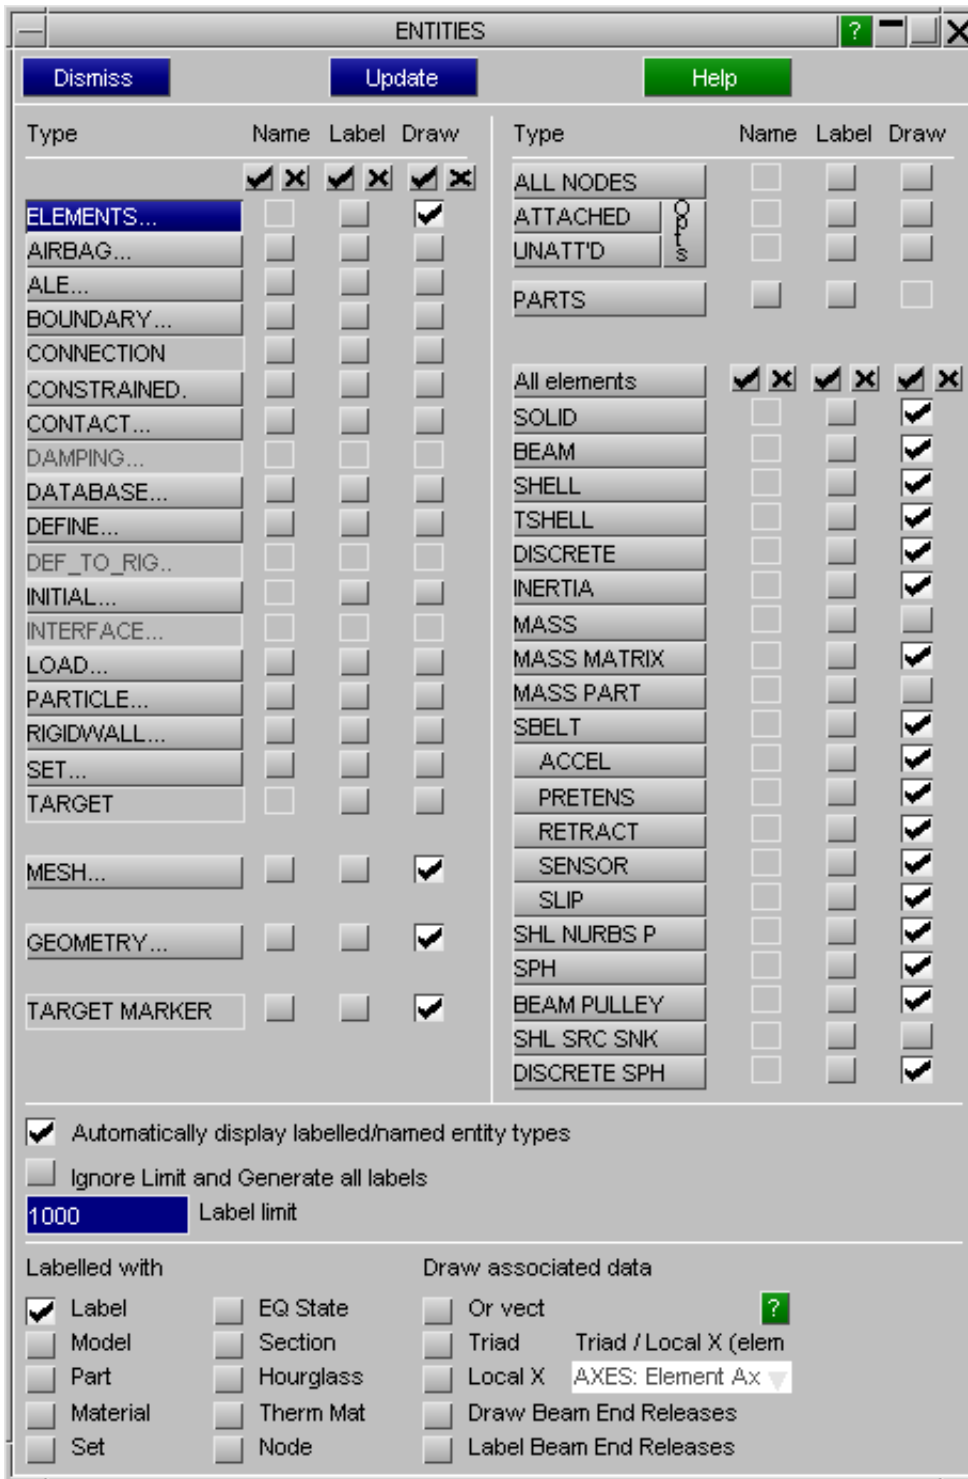 ENTITIES ?
Dismiss Update Help
Type Name Label Draw
ELEMENTS...
AIRBAG...
ALE...
BOUNDARY...
CONNECTION
CONSTRAINED.
CONTACT...
DAMPING...
DATABASE...
DEFINE...
DEF_TO_RIG..
INITIAL...
INTERFACE...
LOAD...
PARTICLE...
RIGIDWALL...
SET...
TARGET
MESH...
GEOMETRY...
TARGET MARKER
Type Name Label Draw
ALL NODES
ATTACHED Opts
UNATT'D
PARTS
All elements
SOLID
BEAM
SHELL
TSHELL
DISCRETE
INERTIA
MASS
MASS MATRIX
MASS PART
SBELT
ACCEL
PRETENS
RETRACT
SENSOR
SLIP
SHL NURBS P
SPH
BEAM PULLEY
SHL SRC SNK
DISCRETE SPH
Automatically display labelled/named entity types
Ignore Limit and Generate all labels
1000 Label limit
Labelled with
Label EQ State
Model Section
Part Hourglass
Material Therm Mat
Set Node
Draw associated data
Or vect ?
Triad Triad / Local X (elem
Local X AXES: Element Ax
Draw Beam End Releases
Label Beam End Releases